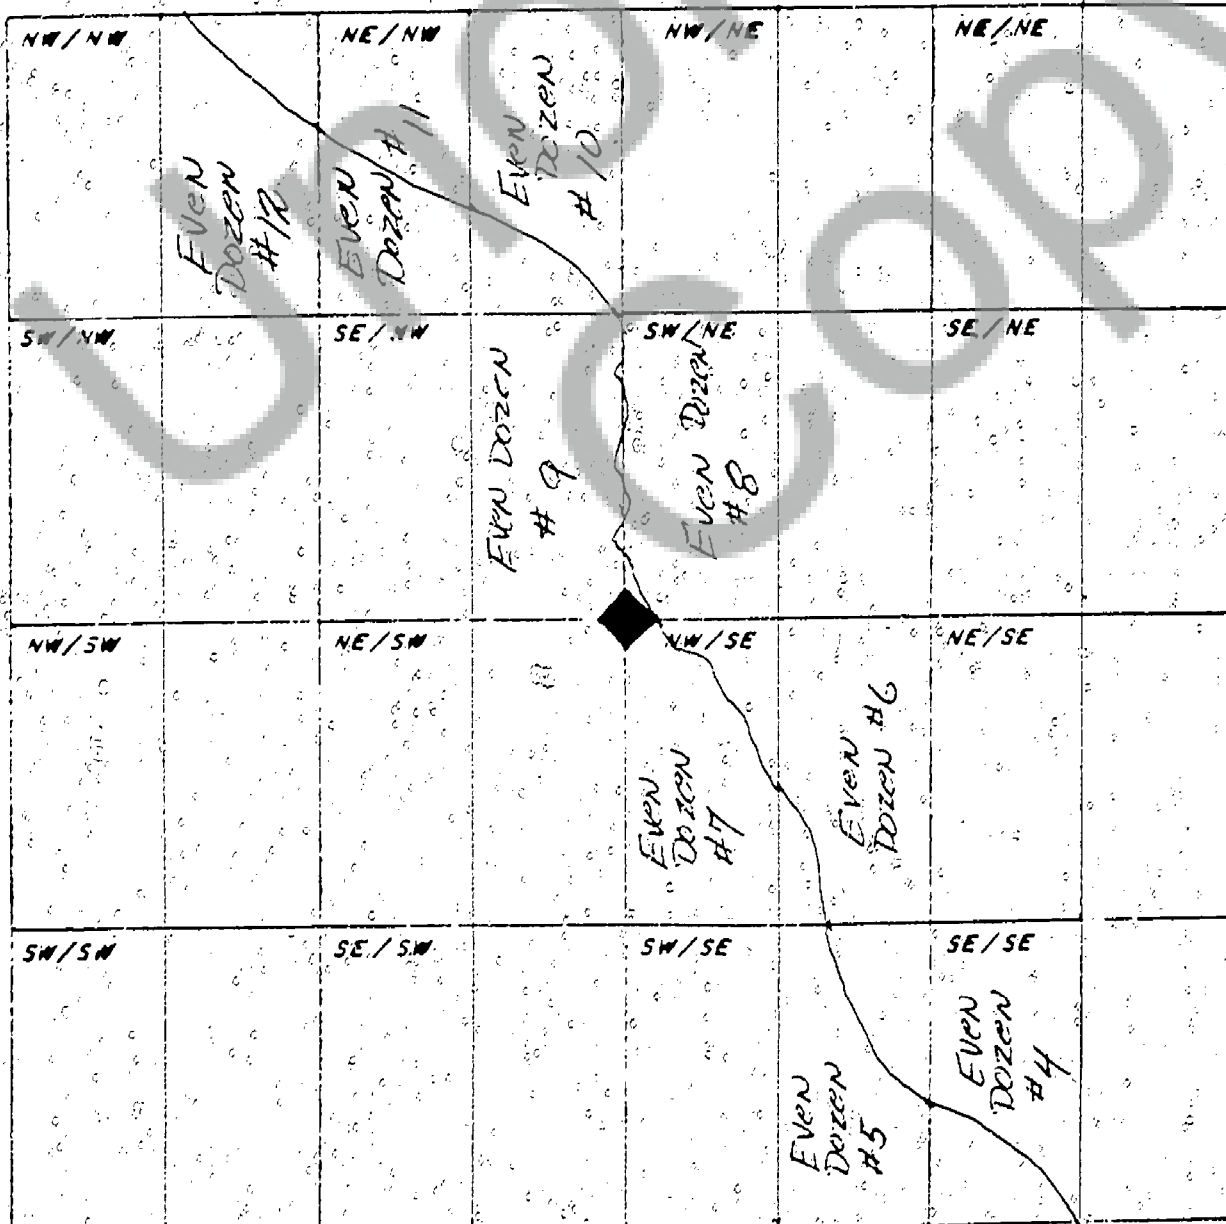 NW/NW
NE/NW
NW/NE
NE/NE
Even
Dozen
#12
Even
Dozen #11
Even
Dozen
#10
SW/NW
SE/NW
SW/NE
SE/NE
Even Dozen
#9
Even Dozen
#8
NW/SW
NE/SW
NW/SE
NE/SE
Even
Dozen
#7
Even
Dozen #6
SW/SW
SE/SW
SW/SE
SE/SE
Even
Dozen
#5
Even
Dozen
#4